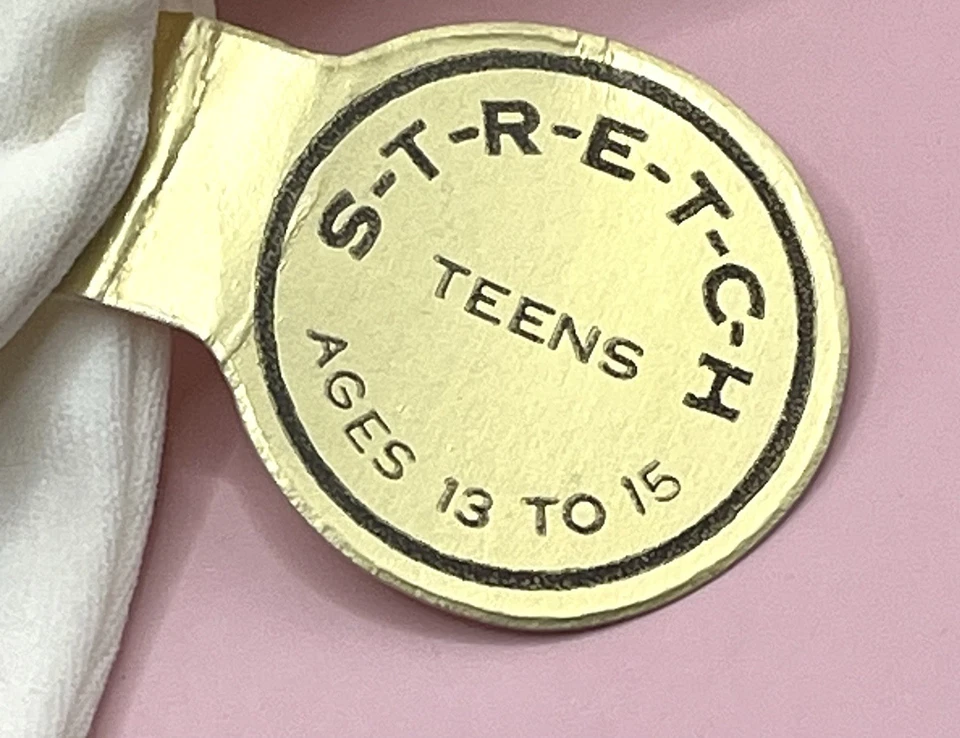 S-T-R-E-T-C-H
TEENS
AGES 13 TO 15